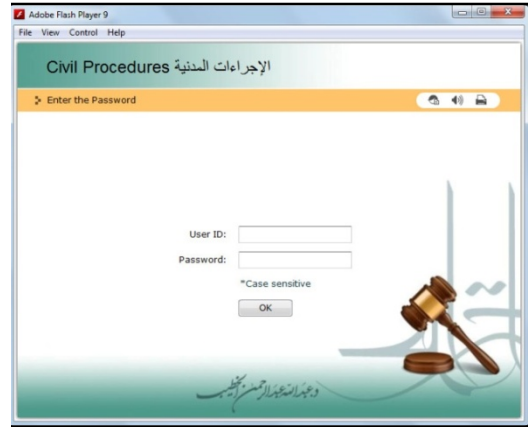 Adobe Flash Player 9
File View Control Help
Civil Procedures الإجراءات المدنية
Enter the Password
User ID:
Password:
*Case sensitive
OK